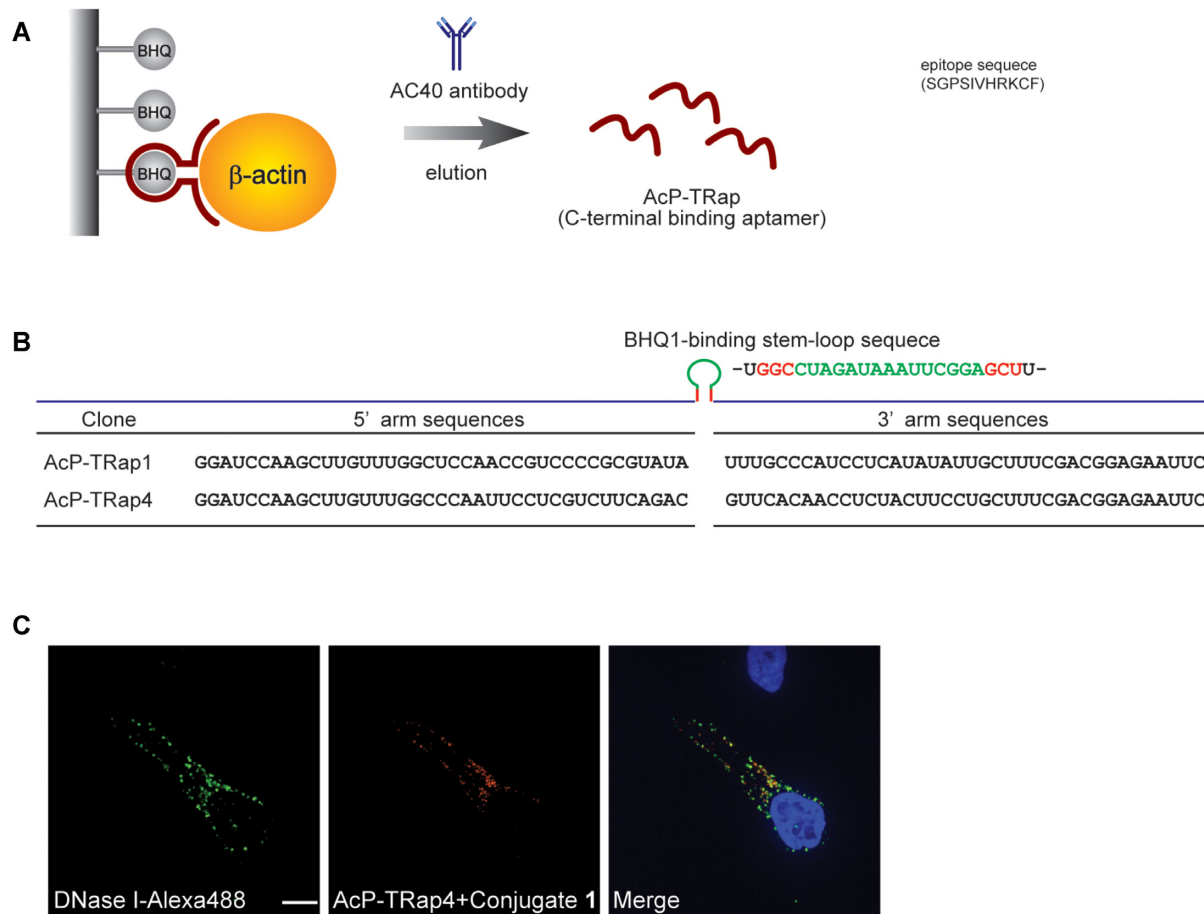 A
BHQ
BHQ
BHQ
β-actin
AC40 antibody
elution
AcP-TRap
(C-terminal binding aptamer)
epitope sequece
(SGPSIVHRKCF)
B
BHQ1-binding stem-loop sequece
–UGGCCUAGAUAAAUUCGGAGCUU–
Clone 5’ arm sequences 3’ arm sequences
AcP-TRap1 GGAUCCAAGCUUGUUUGGCUCCAACCGUCCCCGCGUAUA UUUGCCCAUCCUCAUAUAUUGCUUUCGACGGAGAAUUC
AcP-TRap4 GGAUCCAAGCUUGUUUGGCCCAAUUCCUCGUCUUCAGAC GUUCACAACCUCUACUUCCUGCUUUCGACGGAGAAUUC
C
DNase I-Alexa488
AcP-TRap4+Conjugate 1
Merge